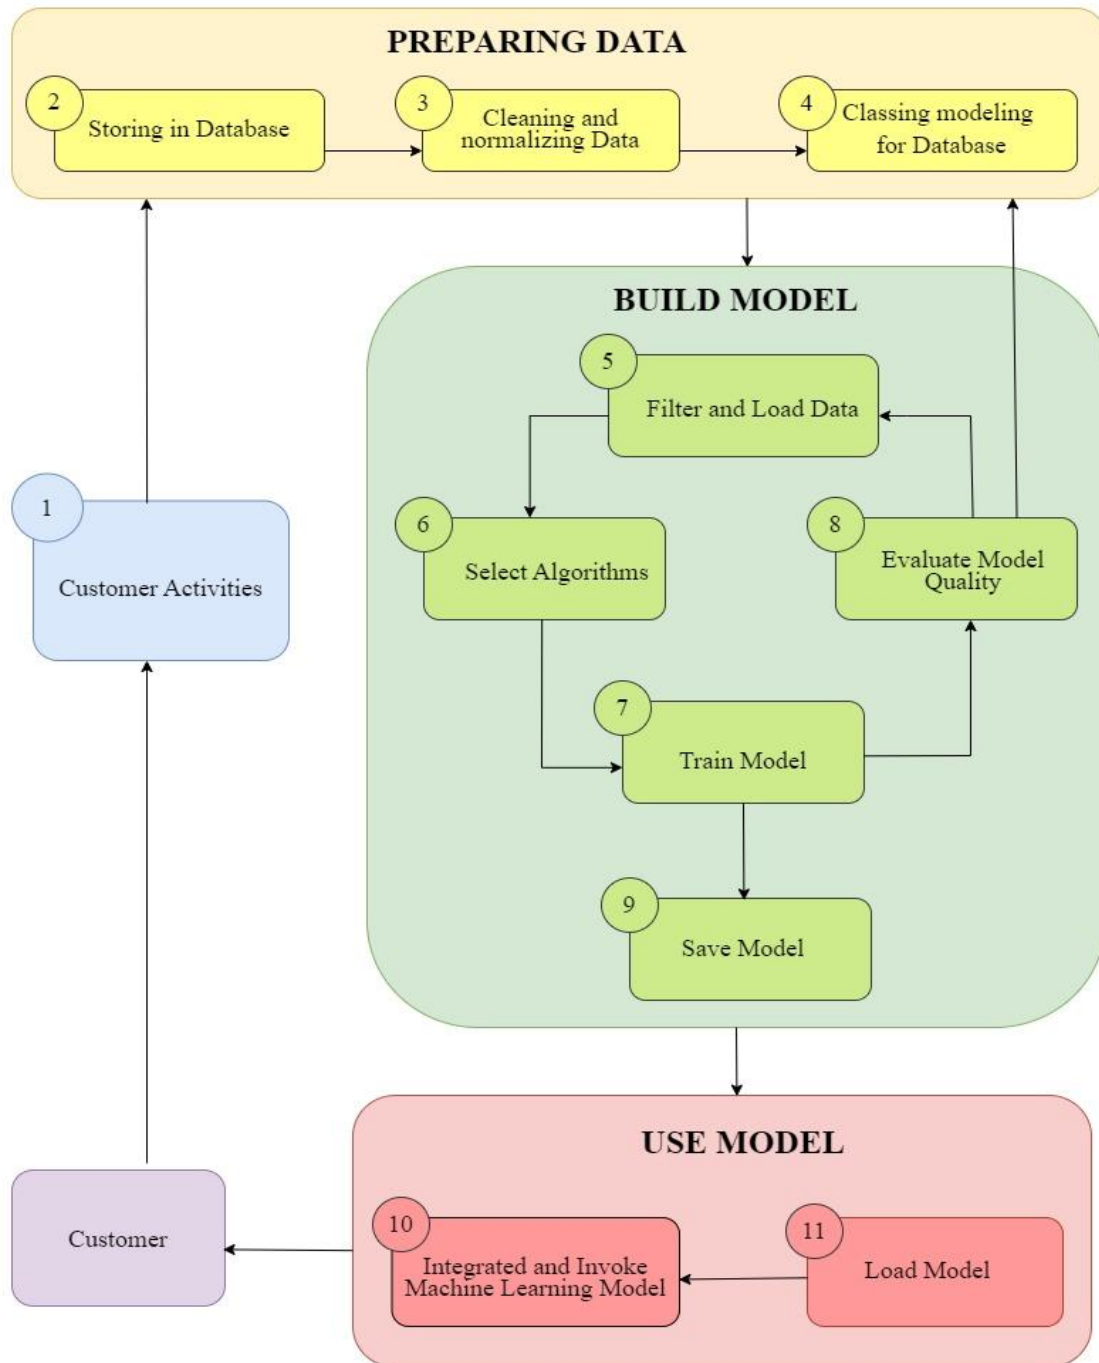 PREPARING DATA
2
Storing in Database
3
Cleaning and
normalizing Data
4
Classing modeling
for Database
BUILD MODEL
5
Filter and Load Data
1
Customer Activities
6
Select Algorithms
8
Evaluate Model
Quality
7
Train Model
9
Save Model
USE MODEL
Customer
10
Integrated and Invoke
Machine Learning Model
11
Load Model